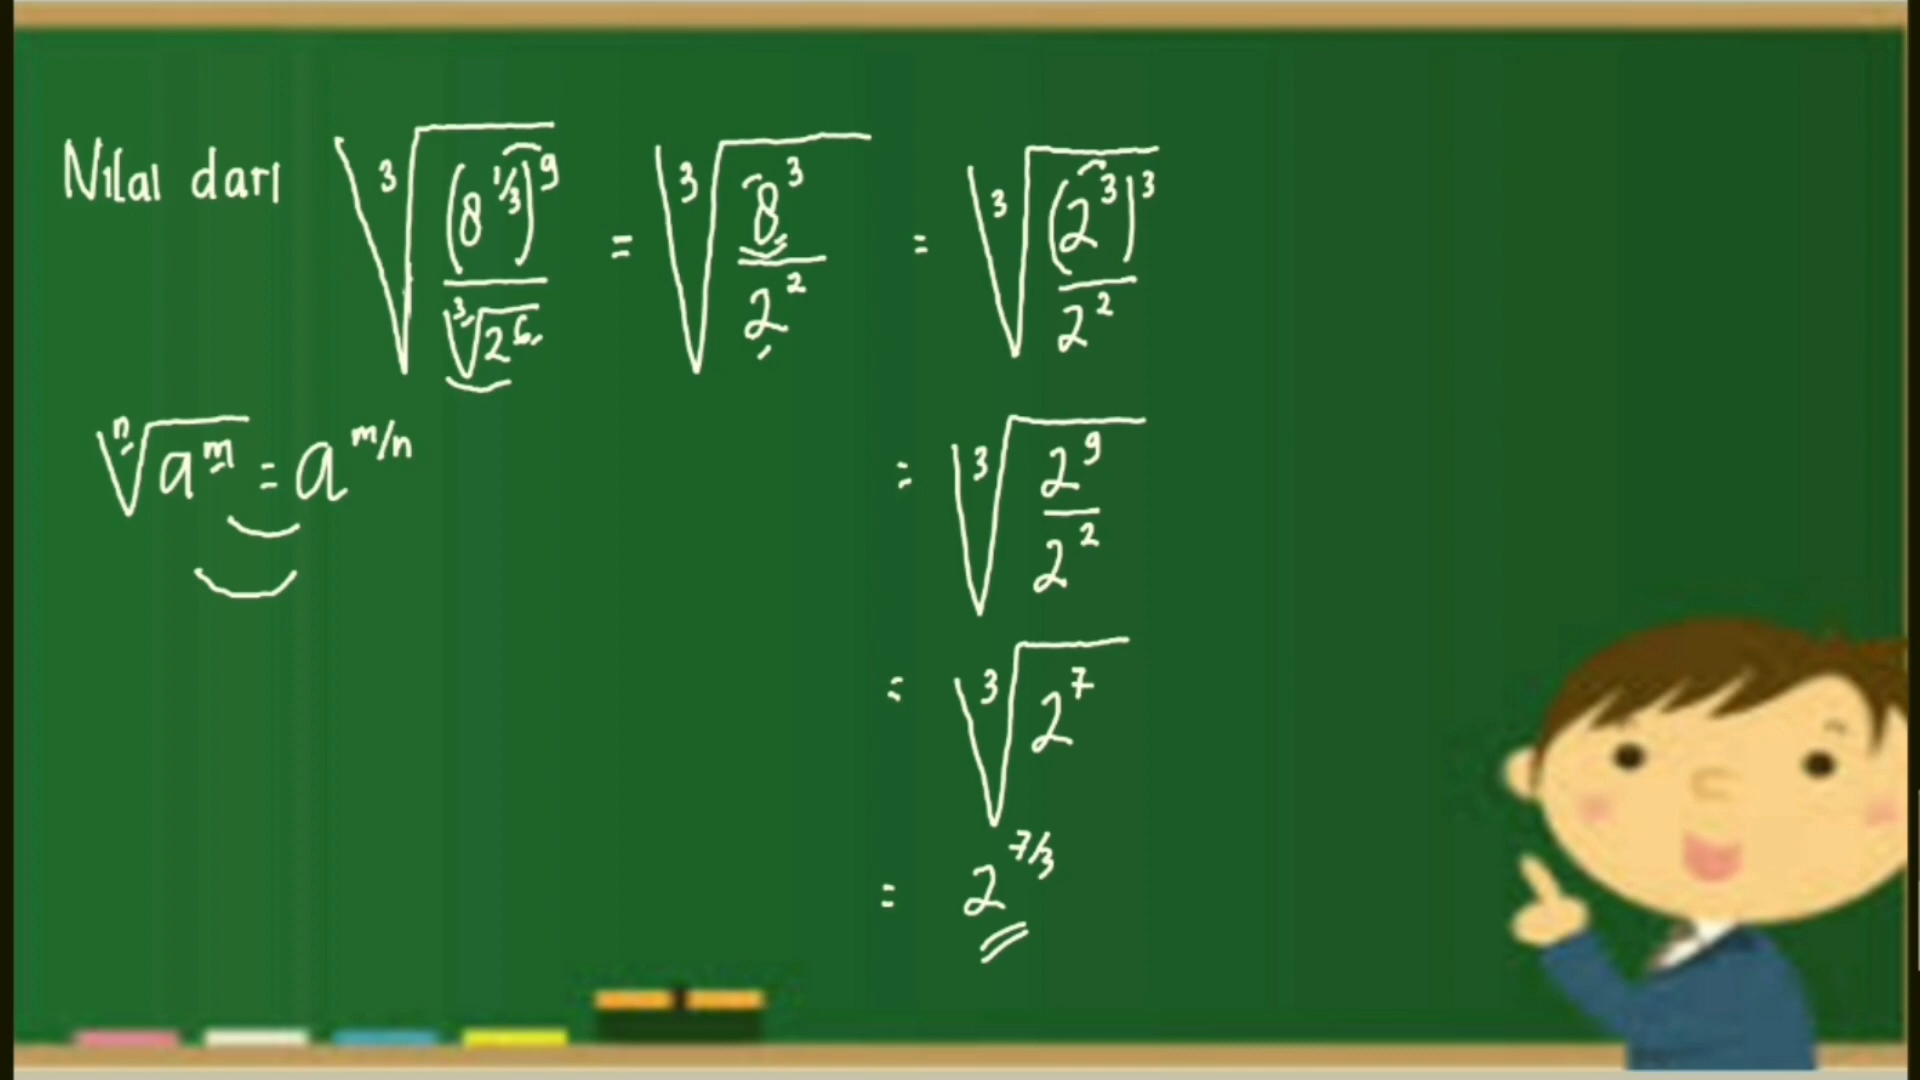 Nilai dari ∛((8^(1/3))^9 / ∛(2^6)) = ∛(8^3 / 2^2) = ∛((2^3)^3 / 2^2)
ⁿ√(a^m) = a^(m/n)
= ∛(2^9 / 2^2)
= ∛(2^7)
= 2^(7/3)